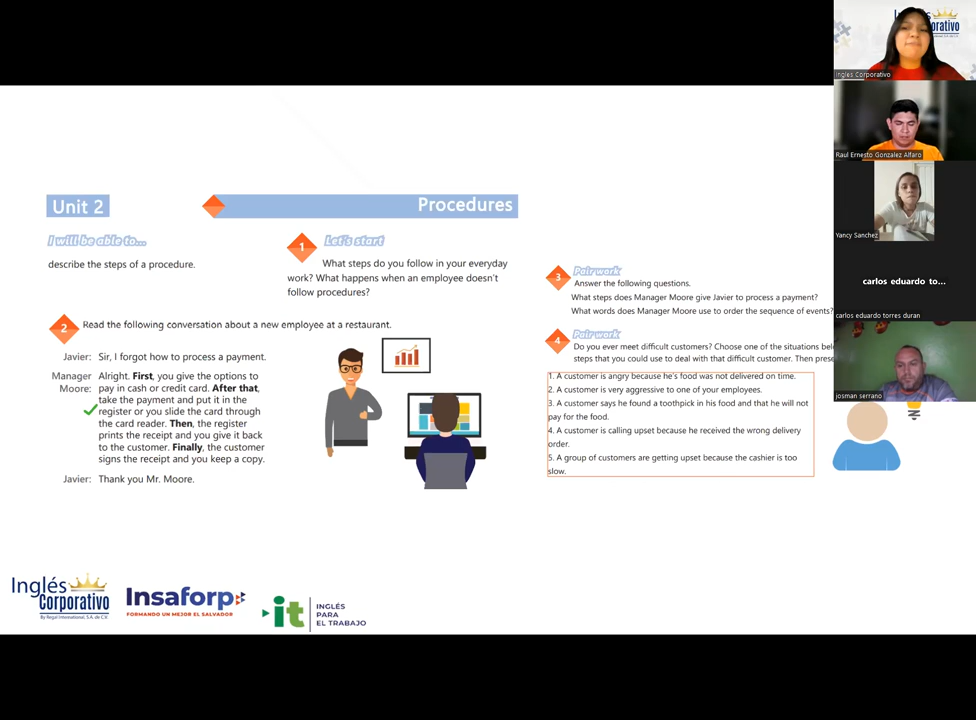 Unit 2
Procedures
I will be able to...
describe the steps of a procedure.
1
Let's start
What steps do you follow in your everyday
work? What happens when an employee doesn't
follow procedures?
2
Read the following conversation about a new employee at a restaurant.
Javier: Sir, I forgot how to process a payment.
Manager Moore: Alright. First, you give the options to
pay in cash or credit card. After that,
take the payment and put it in the
register or you slide the card through
the card reader. Then, the register
prints the receipt and you give it back
to the customer. Finally, the customer
signs the receipt and you keep a copy.
Javier: Thank you Mr. Moore.
3
Pair work
Answer the following questions.
What steps does Manager Moore give Javier to process a payment?
What words does Manager Moore use to order the sequence of events?
4
Pair work
Do you ever meet difficult customers? Choose one of the situations
steps that you could use to deal with that difficult customer. Then
1. A customer is angry because he's food was not delivered on time.
2. A customer is very aggressive to one of your employees.
3. A customer says he found a toothpick in his food and that he will not
pay for the food.
4. A customer is calling upset because he received the wrong delivery
order.
5. A group of customers are getting upset because the cashier is too
slow.
Inglés
Corporativo
By Regal International, S.A. de C.V.
Insaforp
FORMANDO UN MEJOR EL SALVADOR
it
INGLÉS
PARA
EL TRABAJO
Inglés Corporativo
Raul Ernesto Gonzalez Alfaro
Yancy Sanchez
carlos eduardo to...
carlos eduardo torres duran
josman serrano